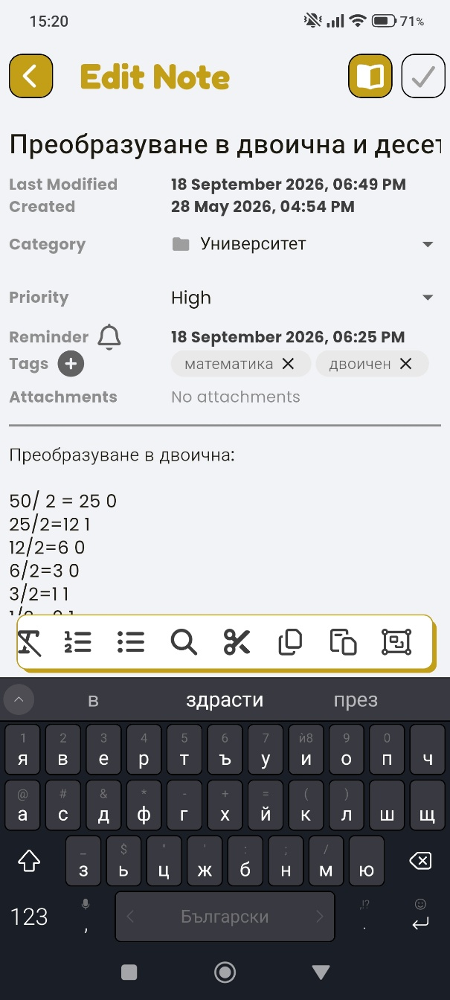 15:20 71%
Edit Note
Преобразуване в двоична и десет
Last Modified 18 September 2026, 06:49 PM
Created 28 May 2026, 04:54 PM
Category Университет
Priority High
Reminder 18 September 2026, 06:25 PM
Tags математика двоичен
Attachments No attachments
Преобразуване в двоична:
50/ 2 = 25 0
25/2=12 1
12/2=6 0
6/2=3 0
3/2=1 1
в здрасти през
1 2 3 4 5 6 7 ѝ8 9 0
я в е р т ъ у и о п ч
@ # & * - + = ( )
а с д ф г х й к л ш щ
_ $ " ' : ; /
з ь ц ж б н м ю
123 , Български ,!? .